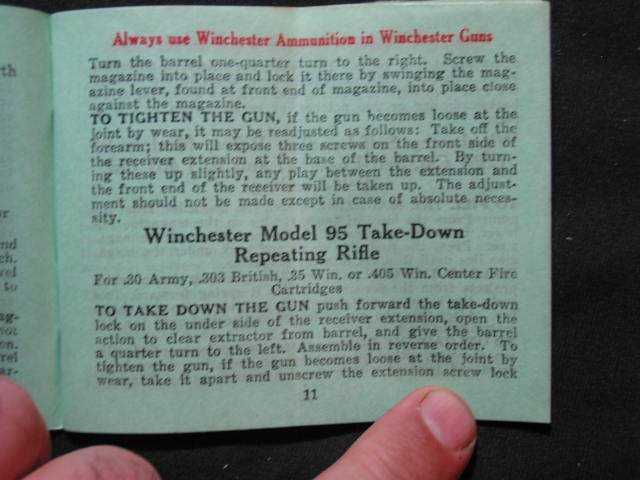 Always use Winchester Ammunition in Winchester Guns
Turn the barrel one-quarter turn to the right. Screw the
magazine into place and lock it there by swinging the mag-
azine lever, found at front end of magazine, into place close
against the magazine.
TO TIGHTEN THE GUN, if the gun becomes loose at the
joint by wear, it may be readjusted as follows: Take off the
forearm; this will expose three screws on the front side of
the receiver extension at the base of the barrel. By turn-
ing these up slightly, any play between the extension and
the front end of the receiver will be taken up. The adjust-
ment should not be made except in case of absolute neces-
sity.
Winchester Model 95 Take-Down
Repeating Rifle
For .30 Army, .303 British, .35 Win. or .405 Win. Center Fire
Cartridges
TO TAKE DOWN THE GUN push forward the take-down
lock on the under side of the receiver extension, open the
action to clear extractor from barrel, and give the barrel
a quarter turn to the left. Assemble in reverse order. To
tighten the gun, if the gun becomes loose at the joint by
wear, take it apart and unscrew the extension screw lock
11